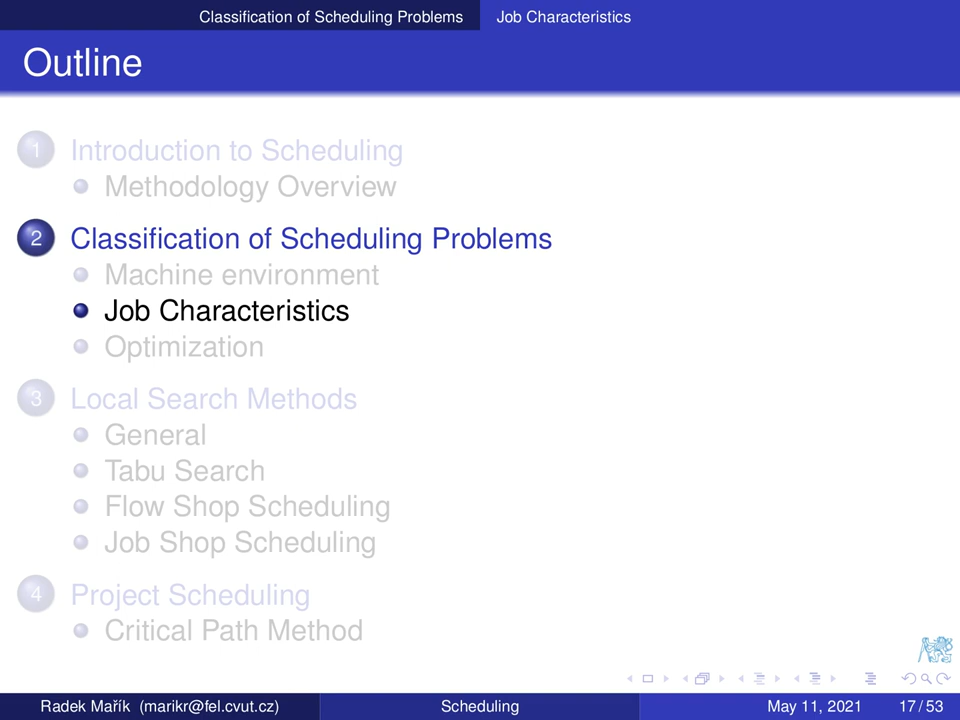 Classification of Scheduling Problems Job Characteristics
Outline
1 Introduction to Scheduling
Methodology Overview
2 Classification of Scheduling Problems
Machine environment
Job Characteristics
Optimization
3 Local Search Methods
General
Tabu Search
Flow Shop Scheduling
Job Shop Scheduling
4 Project Scheduling
Critical Path Method
Radek Mařík (marikr@fel.cvut.cz) Scheduling May 11, 2021 17 / 53